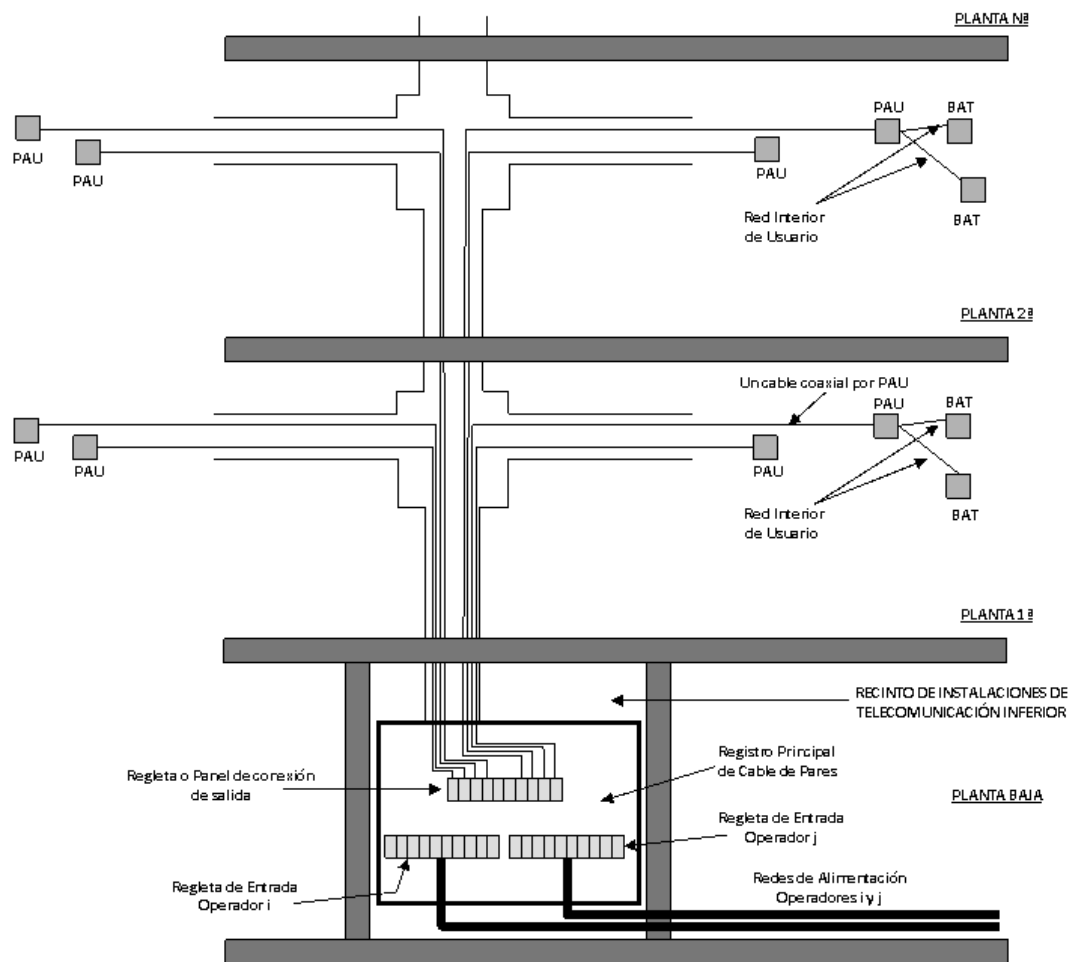 PLANTA Nª
PAU
PAU
PAU
PAU
BAT
BAT
Red Interior
de Usuario
PLANTA 2ª
Un cable coaxial por PAU
PAU
PAU
PAU
PAU
BAT
BAT
Red Interior
de Usuario
PLANTA 1ª
RECINTO DE INSTALACIONES DE
TELECOMUNICACIÓN INFERIOR
Regleta o Panel de conexión
de salida
Registro Principal
de Cable de Pares
PLANTA BAJA
Regleta de Entrada
Operador j
Regleta de Entrada
Operador i
Redes de Alimentación
Operadores i y j